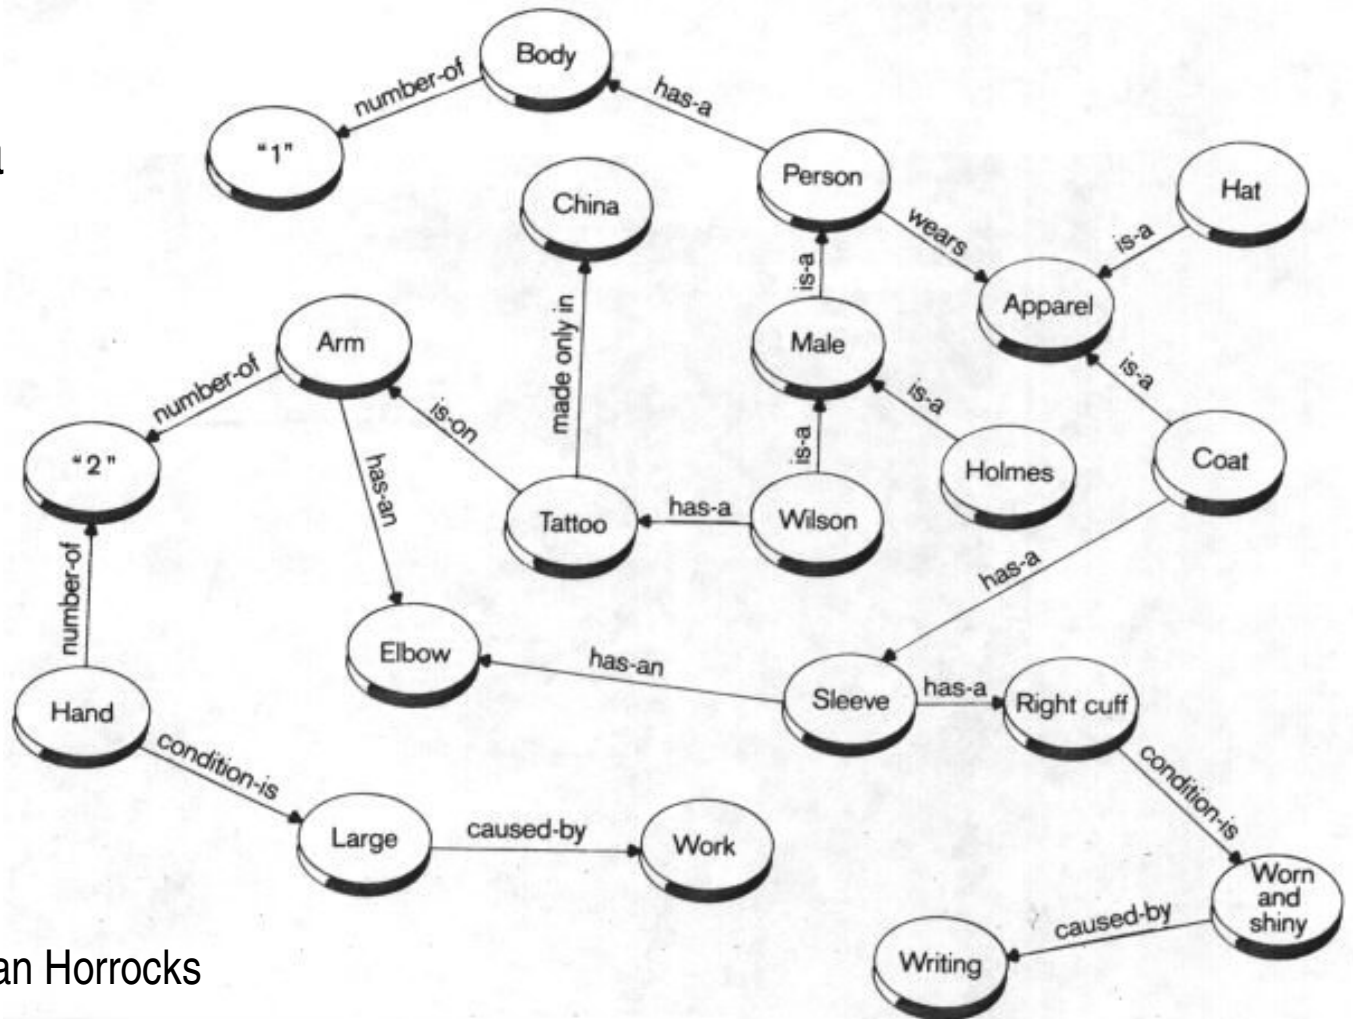 Body
number-of
has-a
"1"
a
China
Person
Hat
wears
is-a
is-a
Apparel
made only in
Arm
Male
number-of
is-on
is-a
is-a
"2"
has-an
is-a
Holmes
Coat
Tattoo
has-a
Wilson
number-of
has-a
Elbow
has-an
Sleeve
has-a
Right cuff
Hand
condition-is
condition-is
Large
caused-by
Work
Worn
and
shiny
caused-by
Writing
an Horrocks